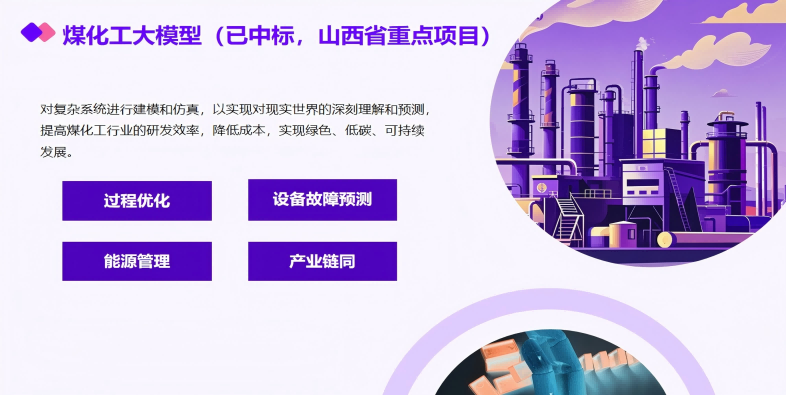 煤化工大模型（已中标，山西省重点项目）
对复杂系统进行建模和仿真，以实现对现实世界的深刻理解和预测，
提高煤化工行业的研发效率，降低成本，实现绿色、低碳、可持续
发展。
过程优化
设备故障预测
能源管理
产业链同